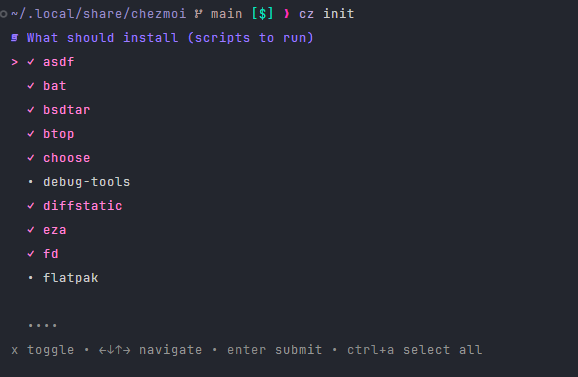 ~/.local/share/chezmoi main [$] ❯ cz init
What should install (scripts to run)
> ✓ asdf
✓ bat
✓ bsdtar
✓ btop
✓ choose
• debug-tools
✓ diffstatic
✓ eza
✓ fd
• flatpak
••••
x toggle • ←↓↑→ navigate • enter submit • ctrl+a select all